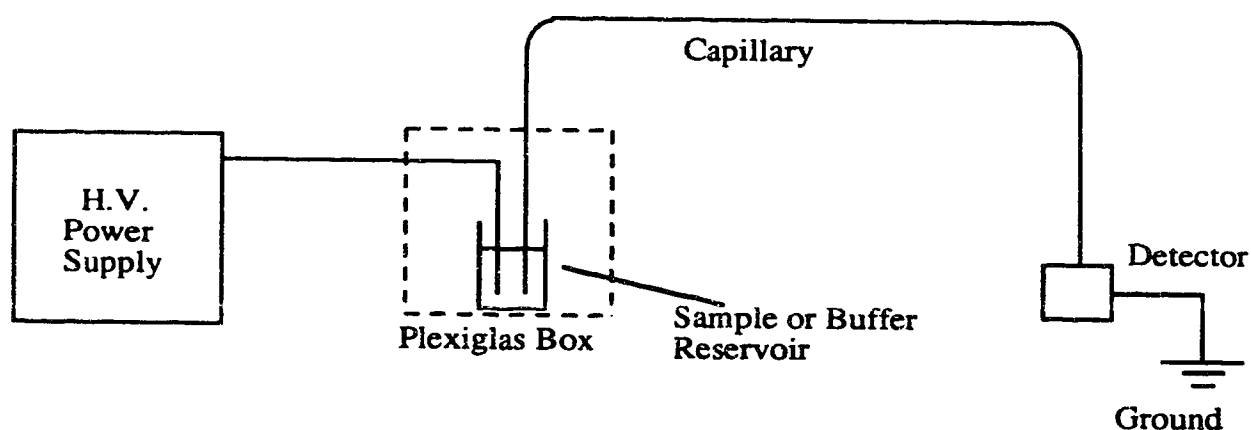 Capillary
H.V.
Power
Supply
Plexiglas Box
Sample or Buffer
Reservoir
Detector
Ground